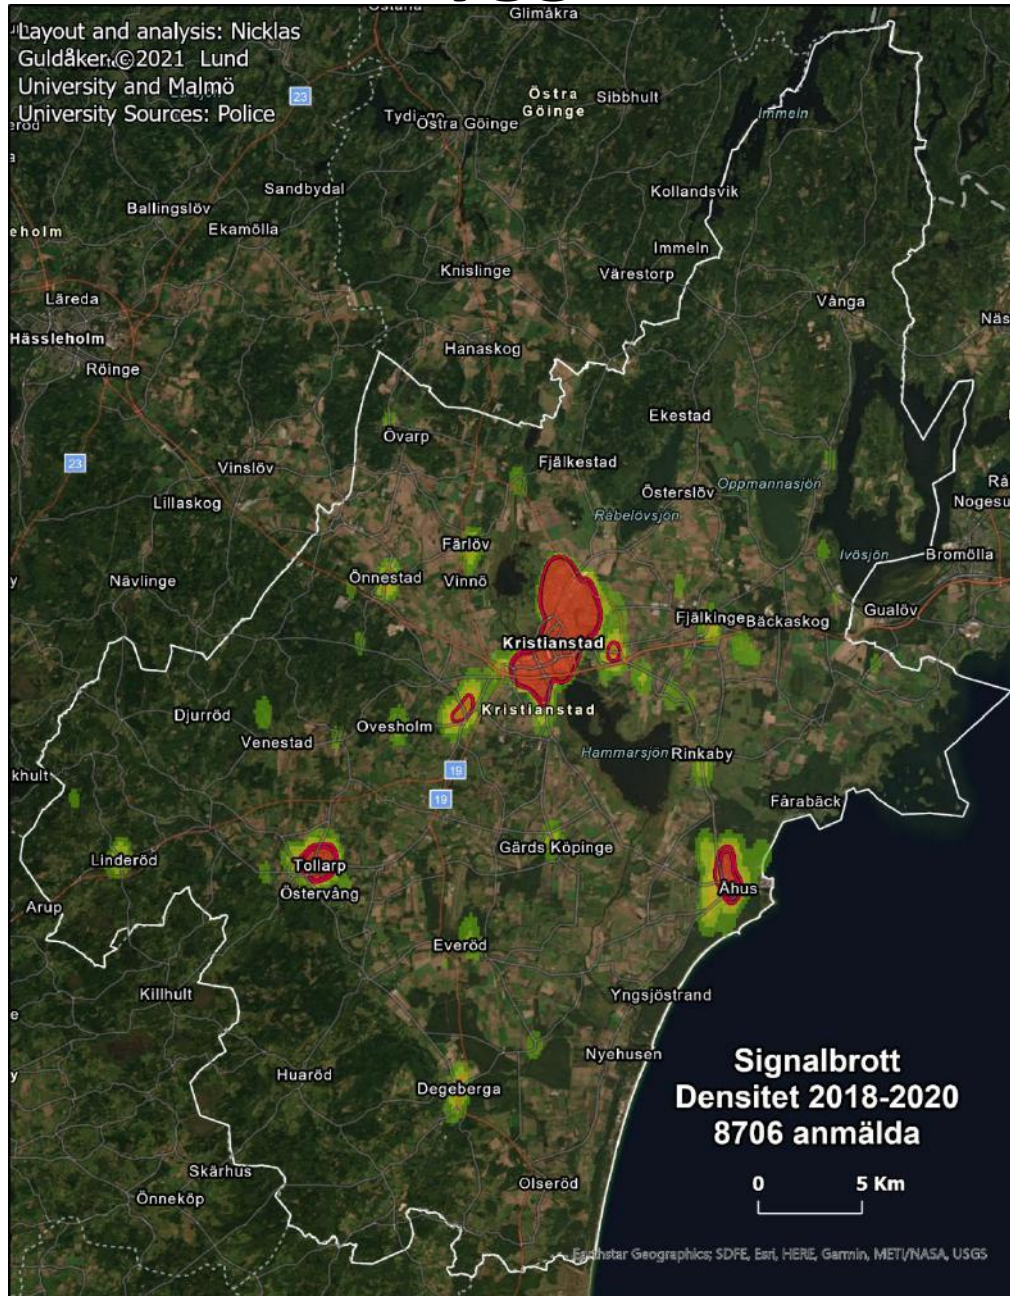 Layout and analysis: Nicklas
Guldåker ©2021 Lund
University and Malmö
University Sources: Police
Glimåkra
23
Östra
Göinge
Sibbhult
Immeln
Östra Göinge
Sandbydal
Kollandsvik
Ballingslöv
Ekamölla
eholm
Immeln
Knislinge
Värestorp
Läreda
Vånga
Hässleholm
Hanaskog
Röinge
Ekestad
Övarp
23
Vinslöv
Fjälkestad
Lillaskog
Österslöv
Oppmannasjön
Råbelövsjön
Färlöv
Ivösjön
Bromölla
Nävlinge
Önnestad
Vinnö
Gualöv
Fjälkinge
Bäckaskog
Kristianstad
Djurröd
Ovesholm
Kristianstad
Venestad
Hammarsjön
Rinkaby
19
19
Fårabäck
Gärds Köpinge
Linderöd
Tollarp
Östervång
Åhus
Arup
Everöd
Killhult
Yngsjöstrand
Nyehusen
Huaröd
Degeberga
Signalbrott
Densitet 2018-2020
8706 anmälda
Skärhus
Önneköp
Olseröd
0 5 Km
Earthstar Geographics; SDFE, Esri, HERE, Garmin, METI/NASA, USGS